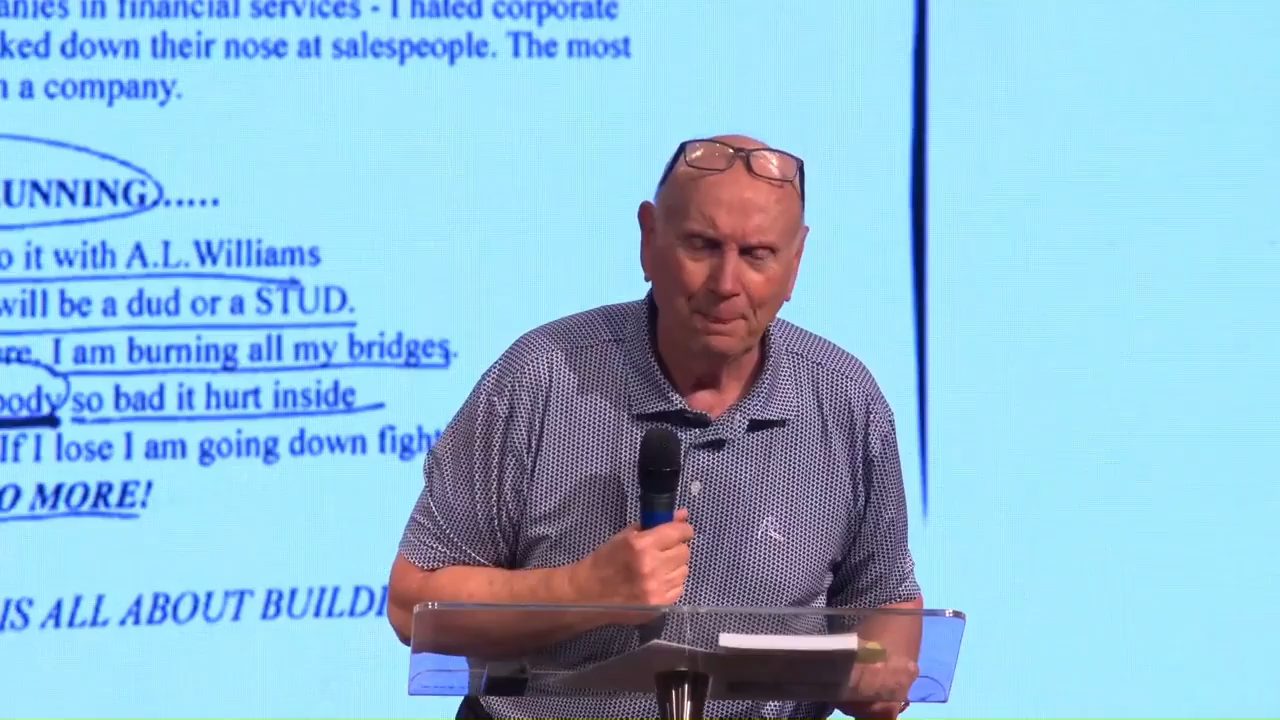 anies in financial services - I hated corporate
ked down their nose at salespeople. The most
n a company.
UNNING).....
o it with A.L.Williams
will be a dud or a STUD.
re, I am burning all my bridges.
body so bad it hurt inside
If I lose I am going down fight
O MORE!
IS ALL ABOUT BUILDI